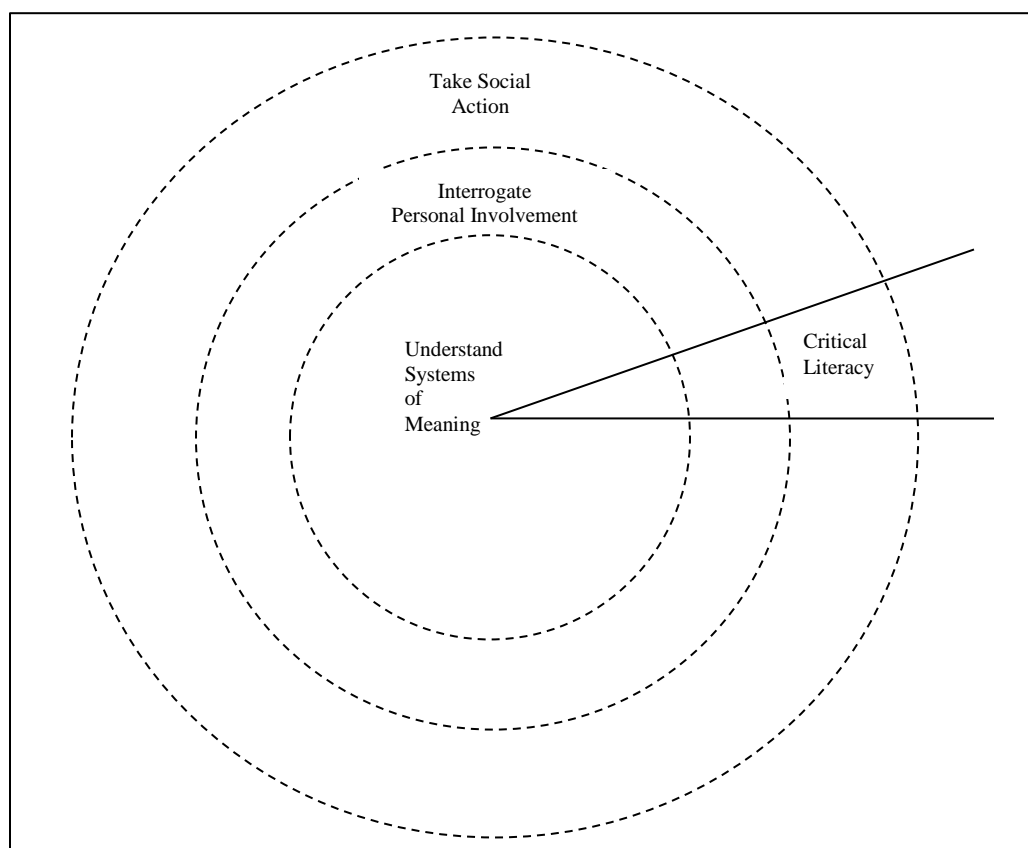 Take Social
Action
Interrogate
Personal Involvement
Understand
Systems
of
Meaning
Critical
Literacy